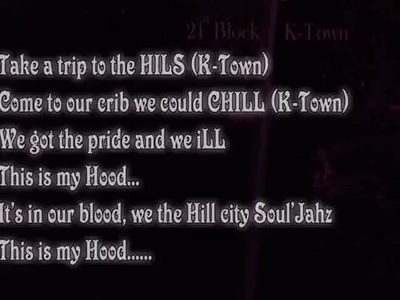 21st Block K-Town
Take a trip to the HILS (K-Town)
Come to our crib we could CHILL (K-Town)
We got the pride and we iLL
This is my Hood...
It's in our blood, we the Hill city Soul'Jahz
This is my Hood......